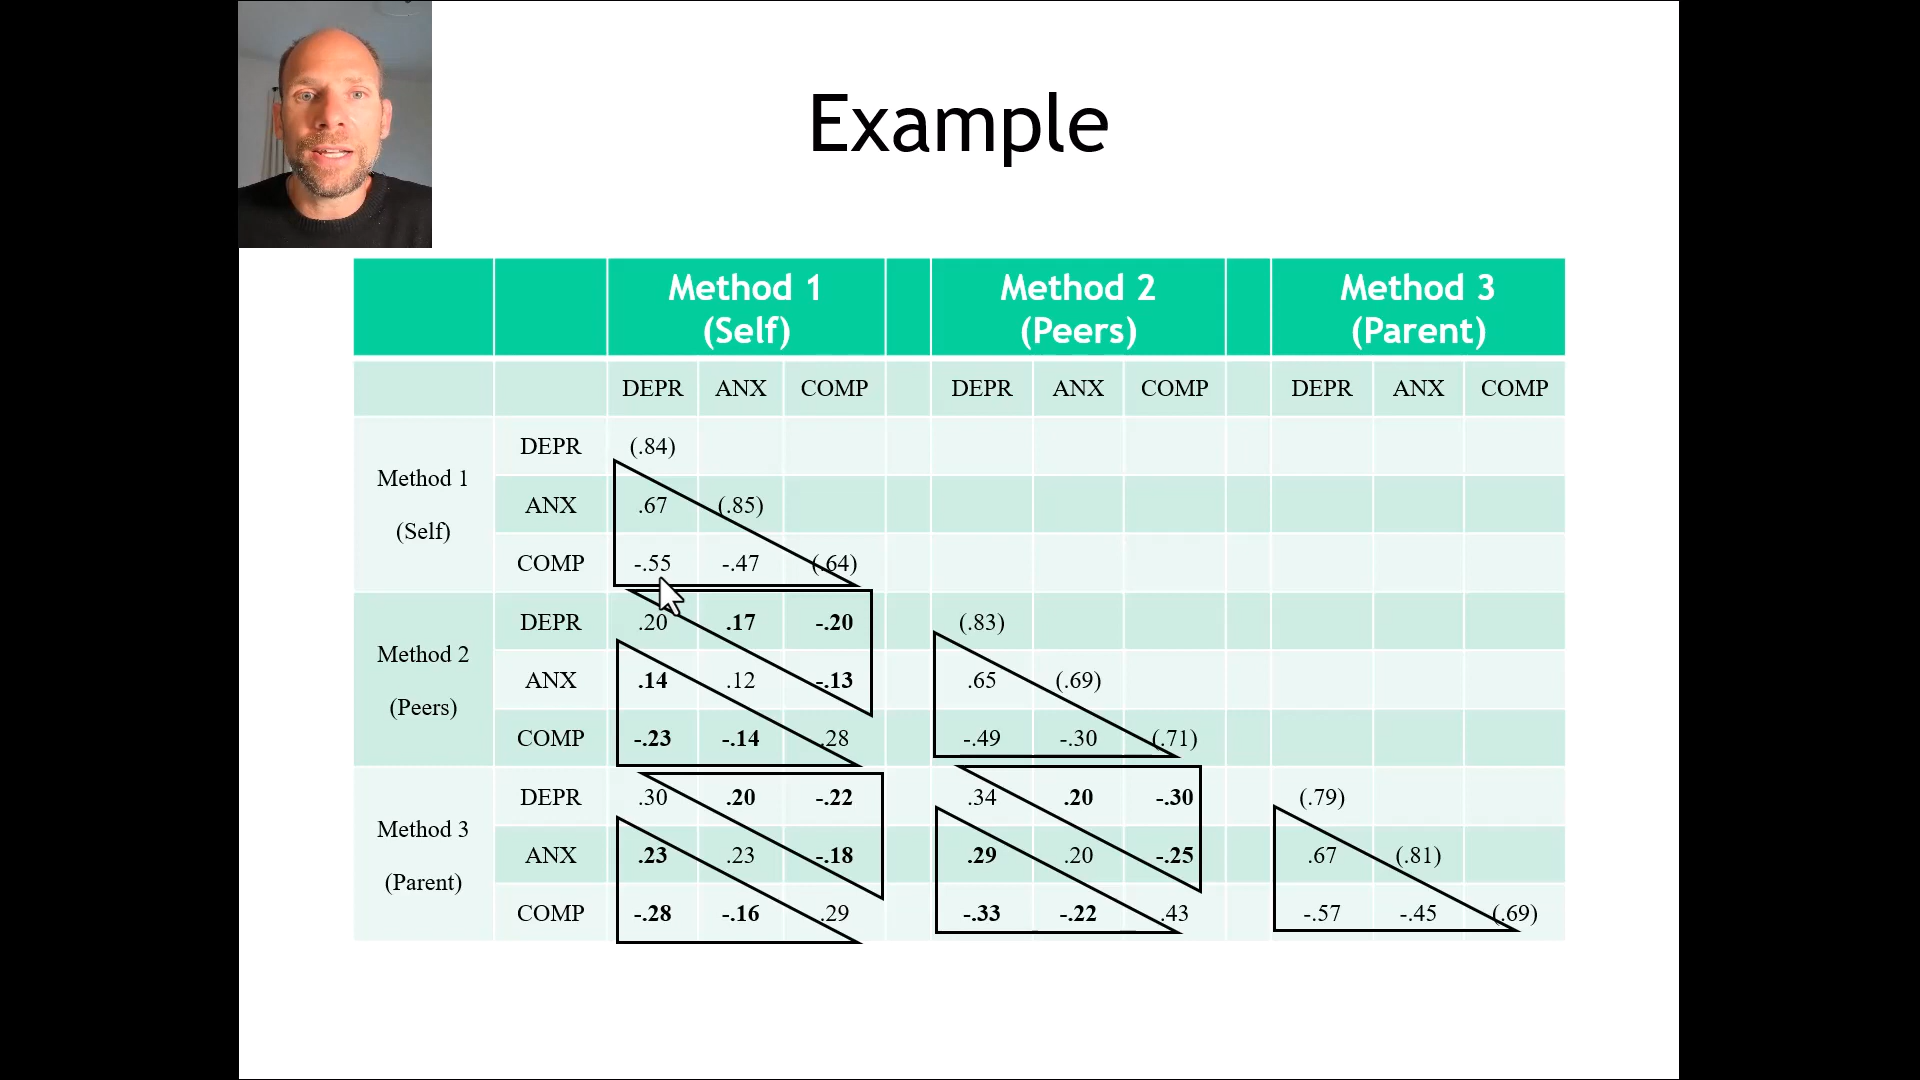 Example
Method 1 Method 2 Method 3
(Self) (Peers) (Parent)
DEPR ANX COMP DEPR ANX COMP DEPR ANX COMP
Method 1
(Self)
DEPR (.84)
ANX .67 (.85)
COMP -.55 -.47 (.64)
Method 2
(Peers)
DEPR .20 .17 -.20 (.83)
ANX .14 .12 -.13 .65 (.69)
COMP -.23 -.14 .28 -.49 -.30 (.71)
Method 3
(Parent)
DEPR .30 .20 -.22 .34 .20 -.30 (.79)
ANX .23 .23 -.18 .29 .20 -.25 .67 (.81)
COMP -.28 -.16 .29 -.33 -.22 .43 -.57 -.45 (.69)